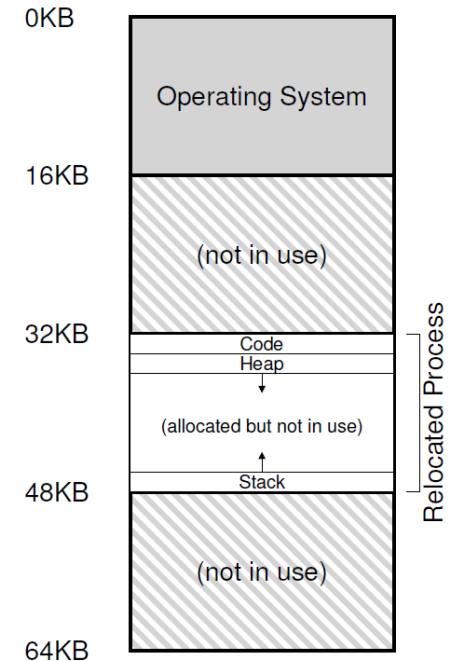 0KB
Operating System
16KB
(not in use)
32KB
Code
Heap
(allocated but not in use)
Stack
48KB
(not in use)
64KB
Relocated Process